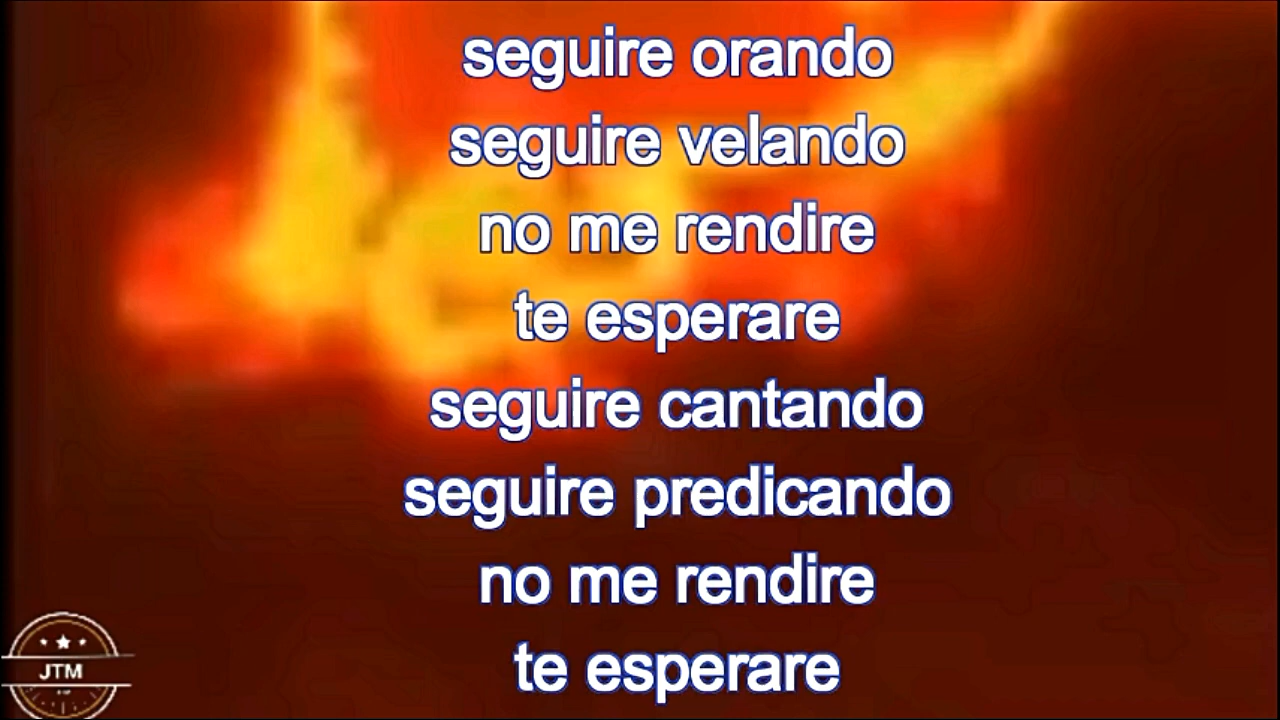 seguire orando
seguire velando
no me rendire
te esperare
seguire cantando
seguire predicando
no me rendire
te esperare
JTM